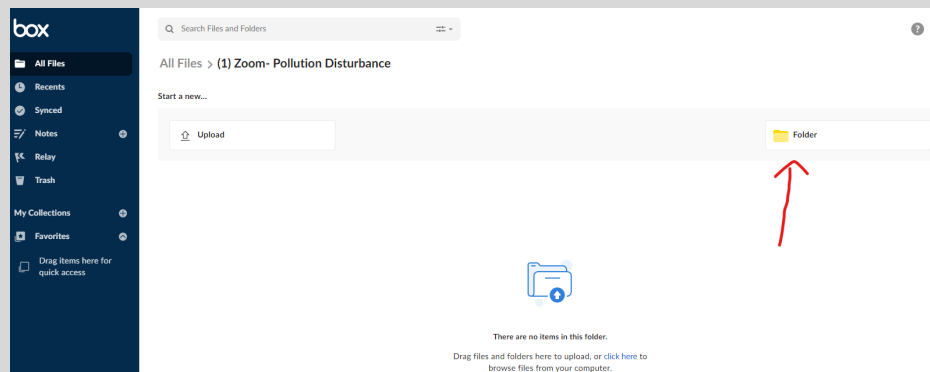 box
Search Files and Folders
All Files
Recents
Synced
Notes
Relay
Trash
My Collections
Favorites
Drag items here for
quick access
All Files > (1) Zoom- Pollution Disturbance
Start a new...
Upload
Folder
There are no items in this folder.
Drag files and folders here to upload, or click here to
browse files from your computer.